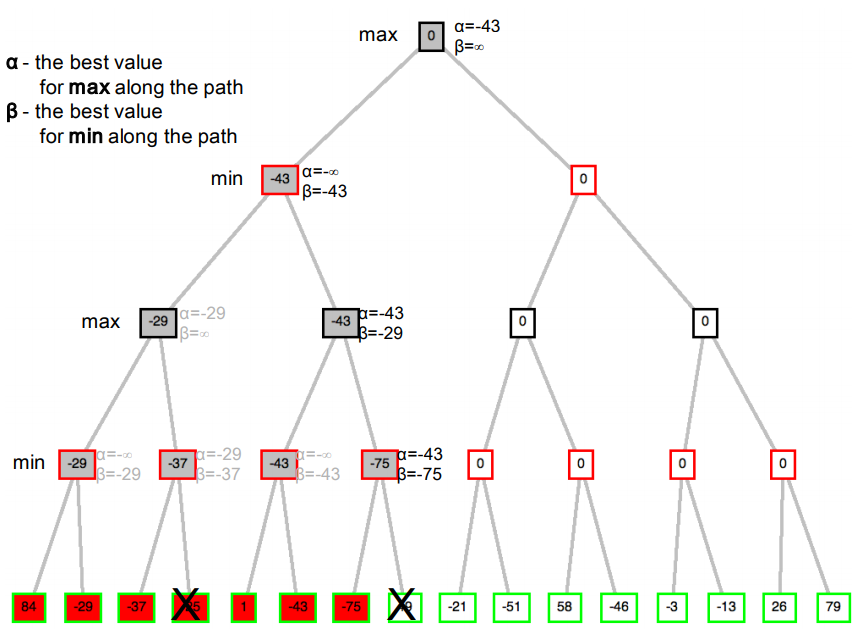 max
0
α=-43
β=∞
α - the best value
for max along the path
β - the best value
for min along the path
min
-43
α=-∞
β=-43
0
max
-29
α=-29
β=∞
-43
α=-43
β=-29
0
0
min
-29
α=-∞
β=-29
-37
α=-29
β=-37
-43
α=-∞
β=-43
-75
α=-43
β=-75
0
0
0
0
84
-29
-37
1
-43
-75
-21
-51
58
-46
-3
-13
26
79